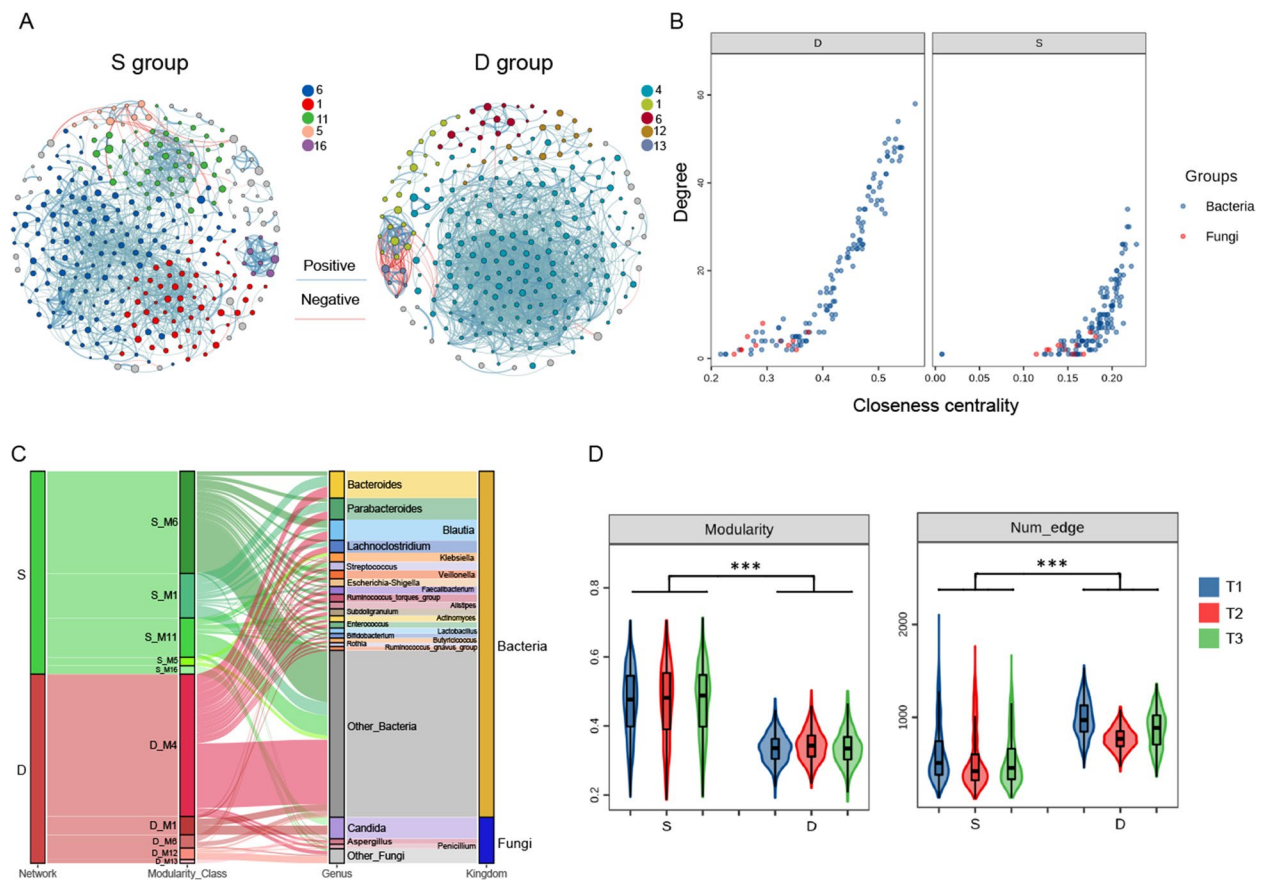 A
S group
D group
6
1
11
5
16
4
1
6
12
13
Positive
Negative
B
D
S
Degree
60
40
20
0
0.2
0.3
0.4
0.5
0.00
0.05
0.10
0.15
0.20
Closeness centrality
Groups
Bacteria
Fungi
C
S
D
S_M6
S_M1
S_M11
S_M5
S_M16
D_M4
D_M1
D_M6
D_M12
D_M13
Bacteroides
Parabacteroides
Blautia
Lachnoclostridium
Klebsiella
Streptococcus
Veillonella
Escherichia-Shigella
Faecalibacterium
Ruminococcus_torques_group
Alistipes
Subdoligranulum
Actinomyces
Enterococcus
Lactobacillus
Bifidobacterium
Butyricicoccus
Rothia
Ruminococcus_gnavus_group
Other_Bacteria
Candida
Aspergillus
Penicillium
Other_Fungi
Bacteria
Fungi
Network
Modularity_Class
Genus
Kingdom
D
Modularity
***
0.8
0.6
0.4
0.2
S
D
Num_edge
***
2000
1000
S
D
T1
T2
T3